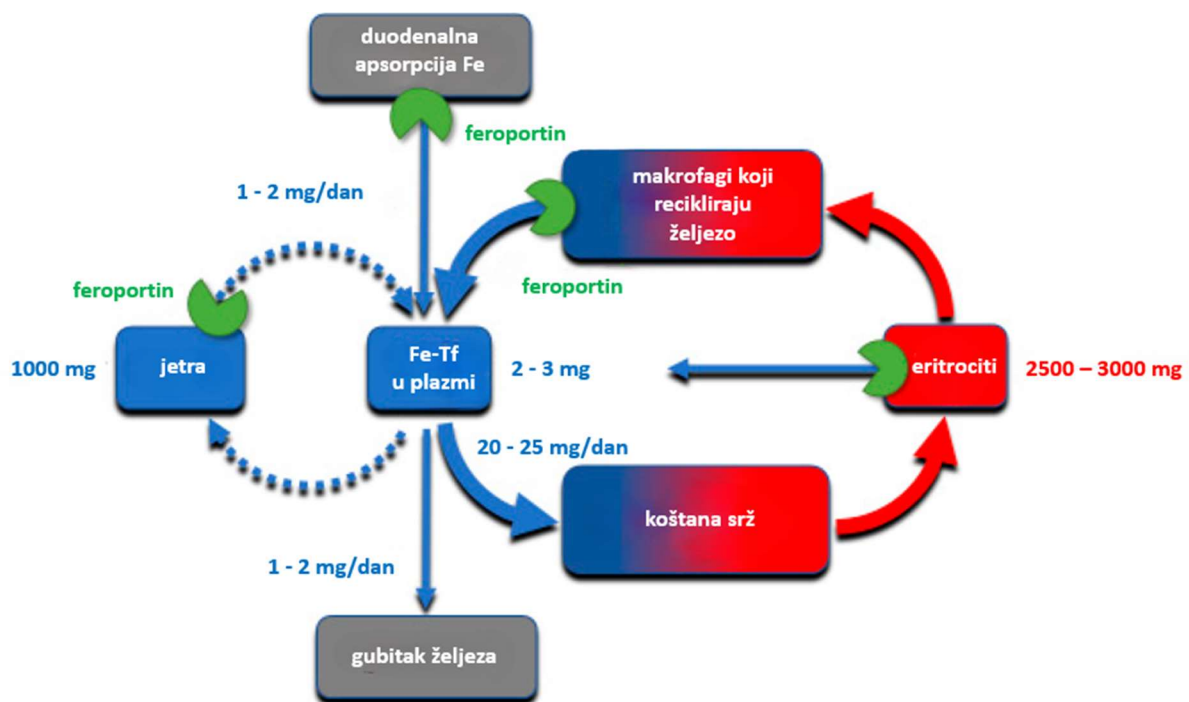 duodenalna
apsorpcija Fe
feroportin
1 - 2 mg/dan
makrofagi koji
recikliraju
željezo
feroportin
feroportin
1000 mg
jetra
Fe-Tf
u plazmi
2 - 3 mg
eritrociti
2500 – 3000 mg
20 - 25 mg/dan
koštana srž
1 - 2 mg/dan
gubitak željeza